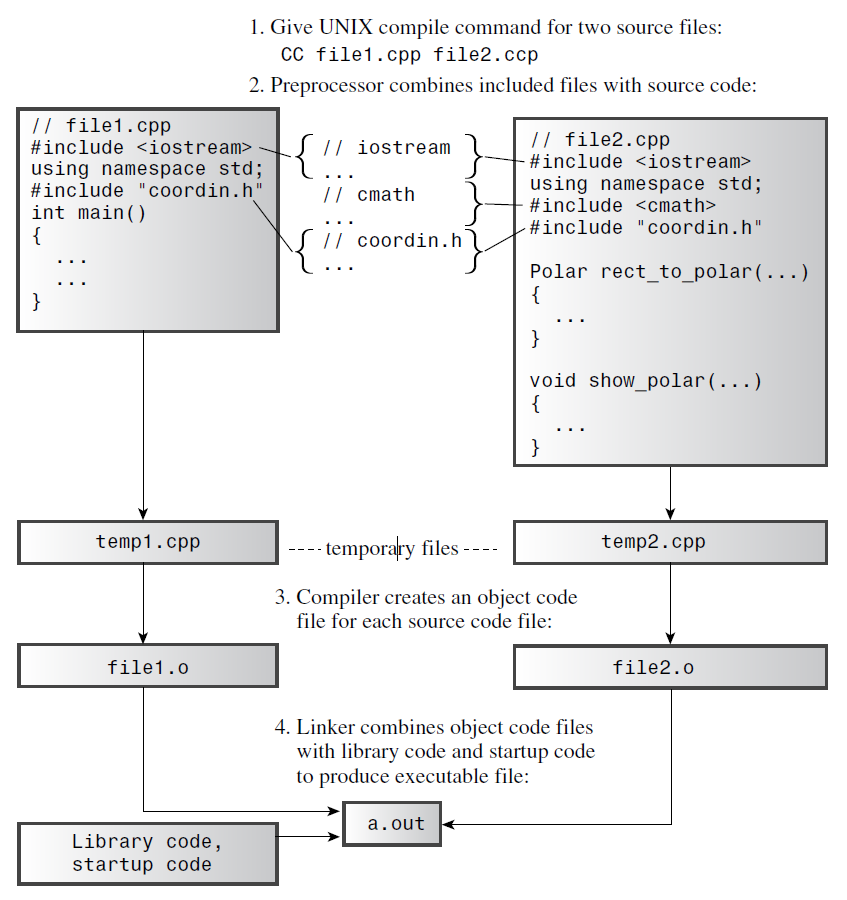 1. Give UNIX compile command for two source files:
CC file1.cpp file2.ccp
2. Preprocessor combines included files with source code:
// file1.cpp
#include <iostream>
using namespace std;
#include "coordin.h"
int main()
{
...
...
}
// iostream
...
// cmath
...
// coordin.h
...
// file2.cpp
#include <iostream>
using namespace std;
#include <cmath>
#include "coordin.h"
Polar rect_to_polar(...)
{
...
}
void show_polar(...)
{
...
}
temp1.cpp
temporary files
temp2.cpp
3. Compiler creates an object code
file for each source code file:
file1.o
file2.o
4. Linker combines object code files
with library code and startup code
to produce executable file:
a.out
Library code,
startup code